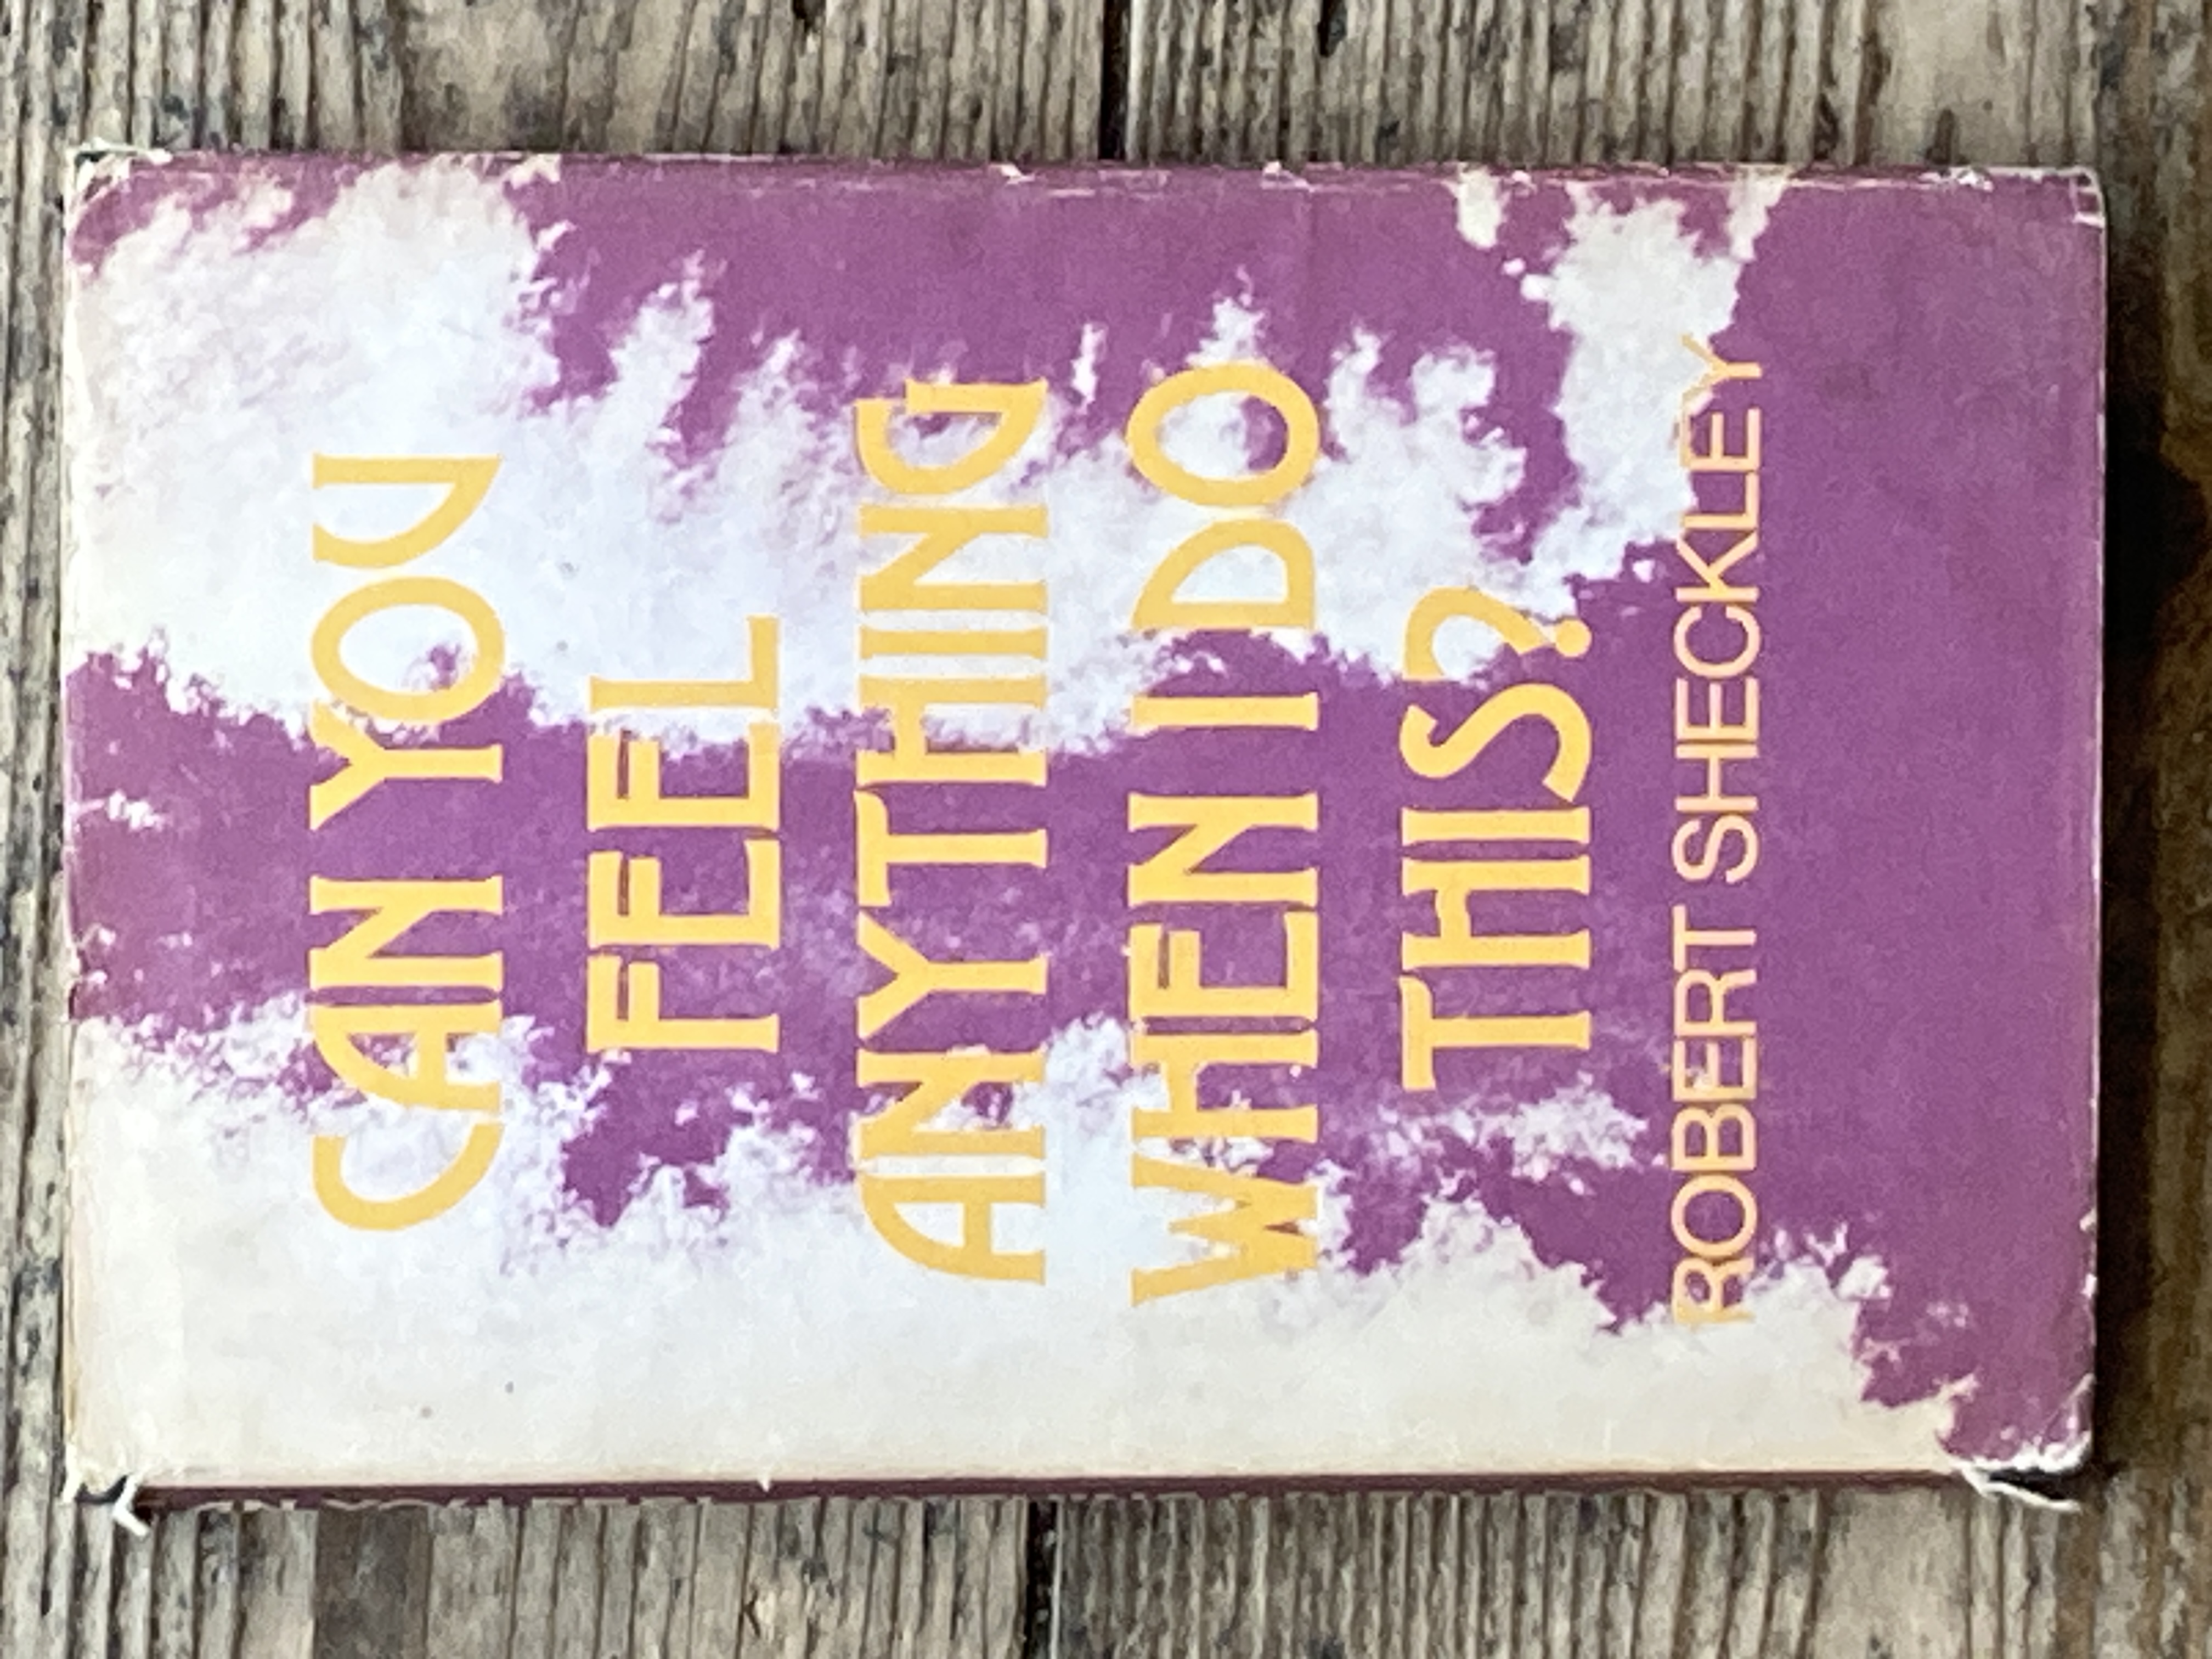 CAN YOU
FEEL
ANYTHING
WHEN I DO
THIS?
ROBERT SHECKLEY